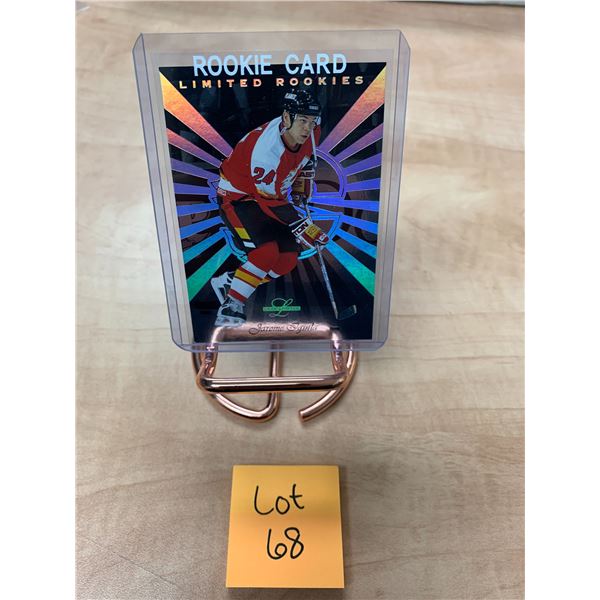 ROOKIE CARD
LIMITED ROOKIES
24
L
Jarome Iginla
Lot
68